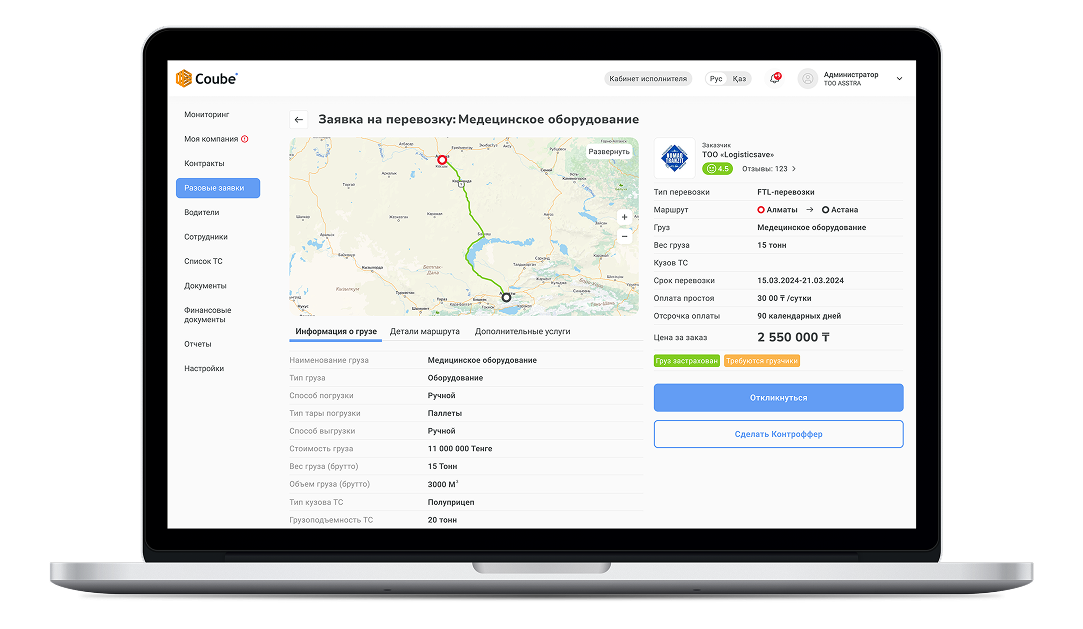 Coube
Кабинет исполнителя
Рус Қаз
Администратор
ТОО ASSTRA
Мониторинг
Моя компания
Контракты
Разовые заявки
Водители
Сотрудники
Список ТС
Документы
Финансовые
документы
Отчеты
Настройки
Заявка на перевозку: Медецинское оборудование
Развернуть
+
−
Информация о грузе Детали маршрута Дополнительные услуги
Наименование груза Медицинское оборудование
Тип груза Оборудование
Способ погрузки Ручной
Тип тары погрузки Паллеты
Способ выгрузки Ручной
Стоимость груза 11 000 000 Тенге
Вес груза (брутто) 15 Тонн
Объем груза (брутто) 3000 М³
Тип кузова ТС Полуприцеп
Грузоподъемность ТС 20 тонн
Заказчик
ТОО «Logisticsave»
4.5 Отзывы: 123
Тип перевозки FTL-перевозки
Маршрут Алматы → Астана
Груз Медецинское оборудование
Вес груза 15 тонн
Кузов ТС
Срок перевозки 15.03.2024-21.03.2024
Оплата простоя 30 00 ₸ /сутки
Отсрочка оплаты 90 календарных дней
Цена за заказ 2 550 000 ₸
Груз застрахован Требуются грузчики
Откликнуться
Сделать Контроффер